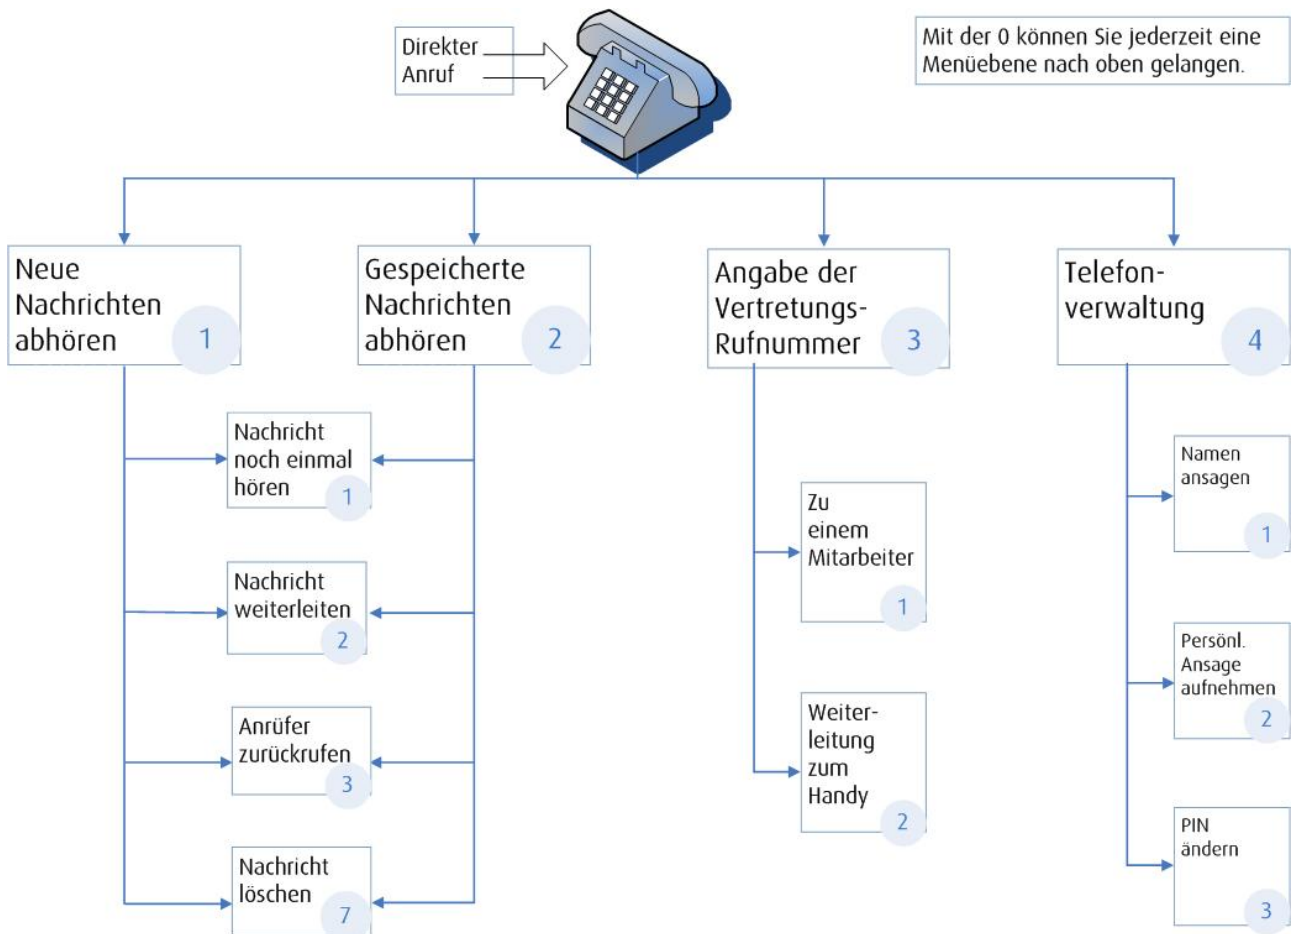 Direkter
Anruf
Mit der 0 können Sie jederzeit eine
Menüebene nach oben gelangen.
Neue
Nachrichten
abhören
1
Gespeicherte
Nachrichten
abhören
2
Angabe der
Vertretungs-
Rufnummer
3
Telefon-
verwaltung
4
Nachricht
noch einmal
hören
1
Nachricht
weiterleiten
2
Anrüfer
zurückrufen
3
Nachricht
löschen
7
Zu
einem
Mitarbeiter
1
Weiter-
leitung
zum
Handy
2
Namen
ansagen
1
Persönl.
Ansage
aufnehmen
2
PIN
ändern
3